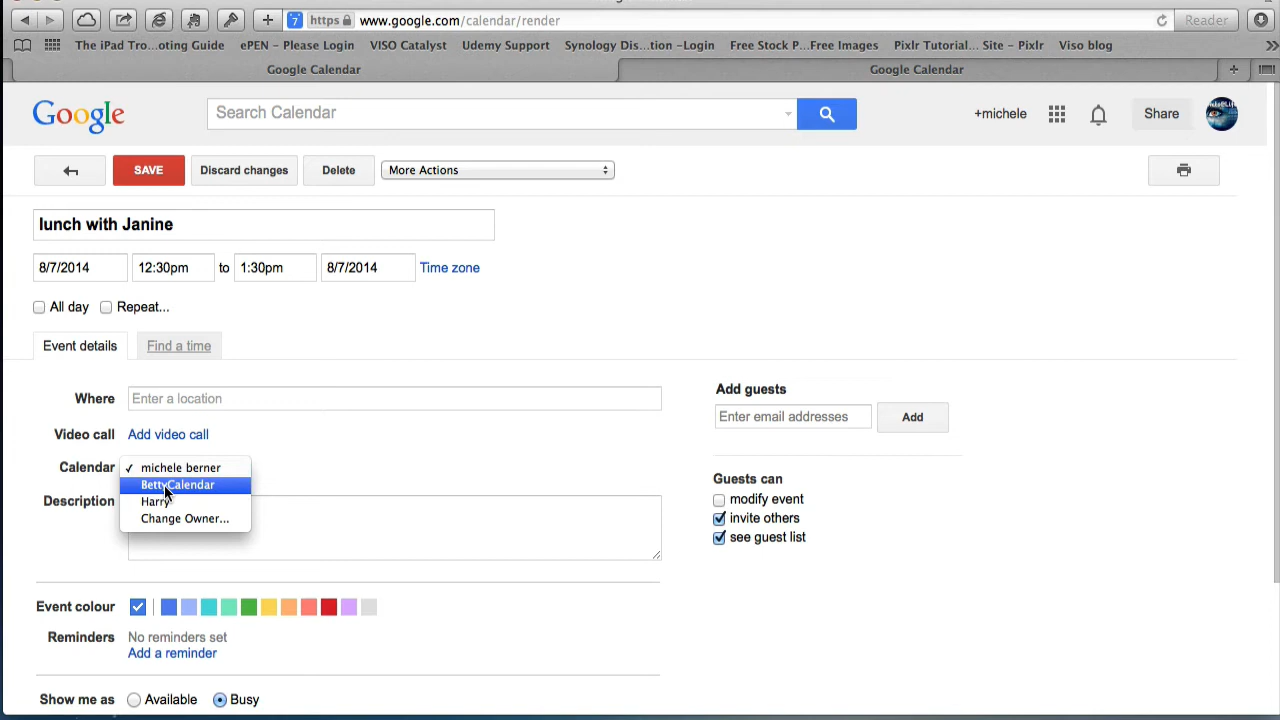 https www.google.com/calendar/render
Reader
The iPad Tro...oting Guide ePEN – Please Login VISO Catalyst Udemy Support Synology Dis...tion -Login Free Stock P...Free Images Pixlr Tutorial... Site - Pixlr Viso blog
Google Calendar Google Calendar
Google Search Calendar +michele Share
SAVE Discard changes Delete More Actions
lunch with Janine
8/7/2014 12:30pm to 1:30pm 8/7/2014 Time zone
All day Repeat...
Event details Find a time
Where Enter a location
Add guests
Enter email addresses Add
Video call Add video call
Calendar michele berner
BettyCalendar
Harry
Change Owner...
Description
Guests can
modify event
invite others
see guest list
Event colour
Reminders No reminders set
Add a reminder
Show me as Available Busy